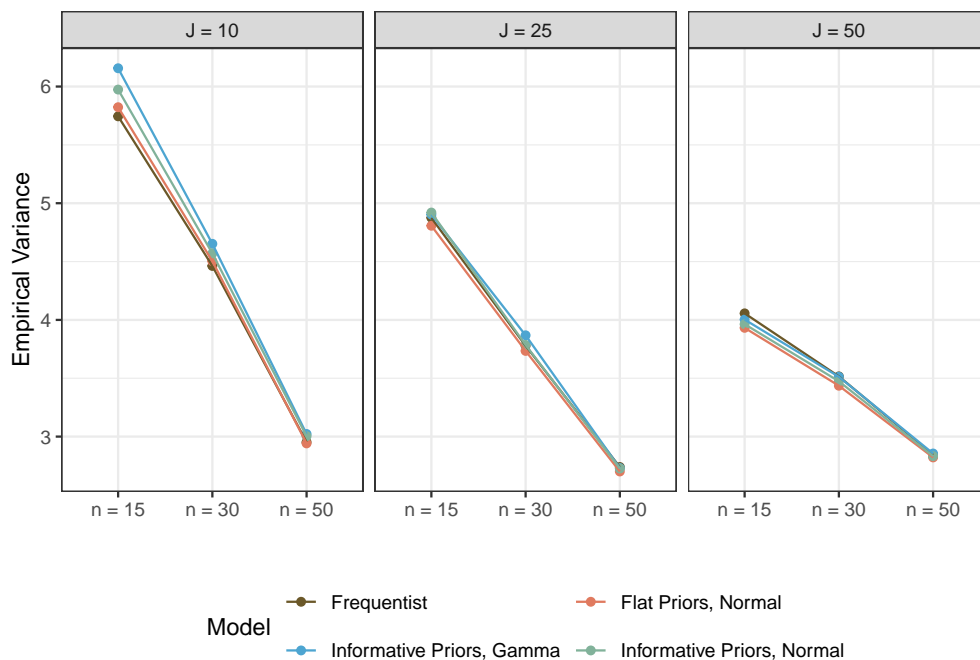 J = 10
J = 25
J = 50
6
5
4
3
Empirical Variance
n = 15
n = 30
n = 50
n = 15
n = 30
n = 50
n = 15
n = 30
n = 50
Model
Frequentist
Flat Priors, Normal
Informative Priors, Gamma
Informative Priors, Normal